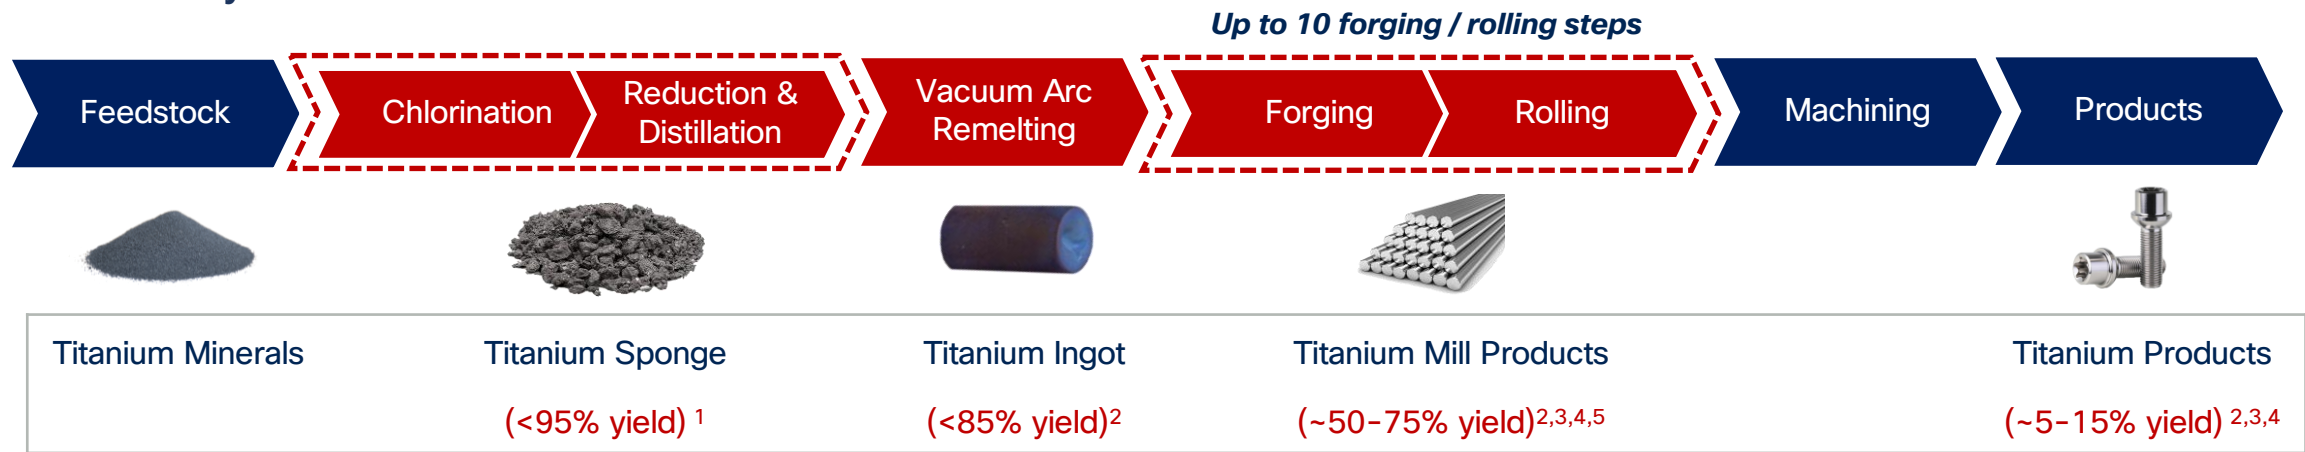 Up to 10 forging / rolling steps
Feedstock
Chlorination
Reduction &
Distillation
Vacuum Arc
Remelting
Forging
Rolling
Machining
Products
Titanium Minerals
Titanium Sponge
Titanium Ingot
Titanium Mill Products
Titanium Products
(<95% yield) 1
(<85% yield)2
(~50-75% yield)2,3,4,5
(~5-15% yield) 2,3,4